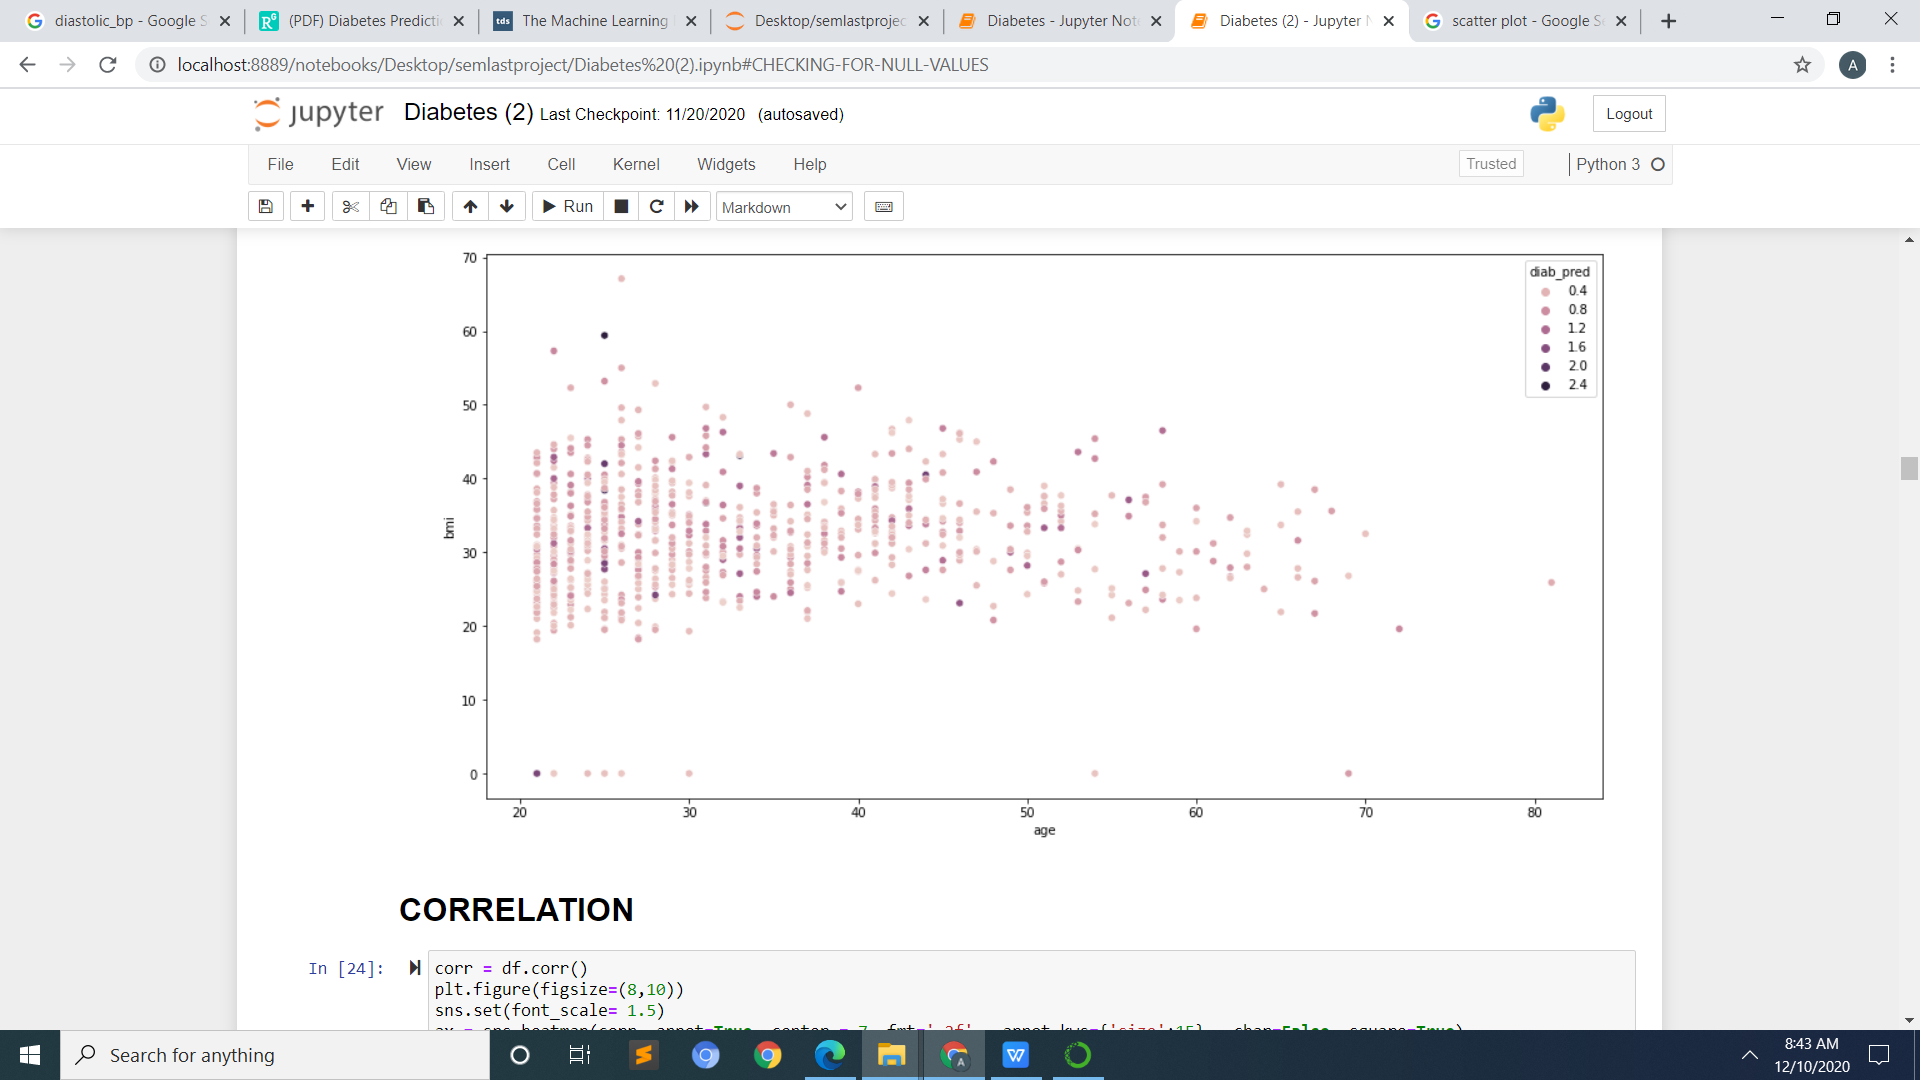 diastolic_bp - Google S
(PDF) Diabetes Predicti
tds The Machine Learning
Desktop/semlastprojec
Diabetes - Jupyter Not
Diabetes (2) - Jupyter N
scatter plot - Google Se
localhost:8889/notebooks/Desktop/semlastproject/Diabetes%20(2).ipynb#CHECKING-FOR-NULL-VALUES
A
jupyter Diabetes (2) Last Checkpoint: 11/20/2020 (autosaved)
Logout
File Edit View Insert Cell Kernel Widgets Help
Trusted
Python 3
Run
Markdown
70
60
50
40
30
20
10
0
bmi
20 30 40 50 60 70 80
age
diab_pred
0.4
0.8
1.2
1.6
2.0
2.4
CORRELATION
In [24]:
corr = df.corr()
plt.figure(figsize=(8,10))
sns.set(font_scale= 1.5)
Search for anything
8:43 AM
12/10/2020